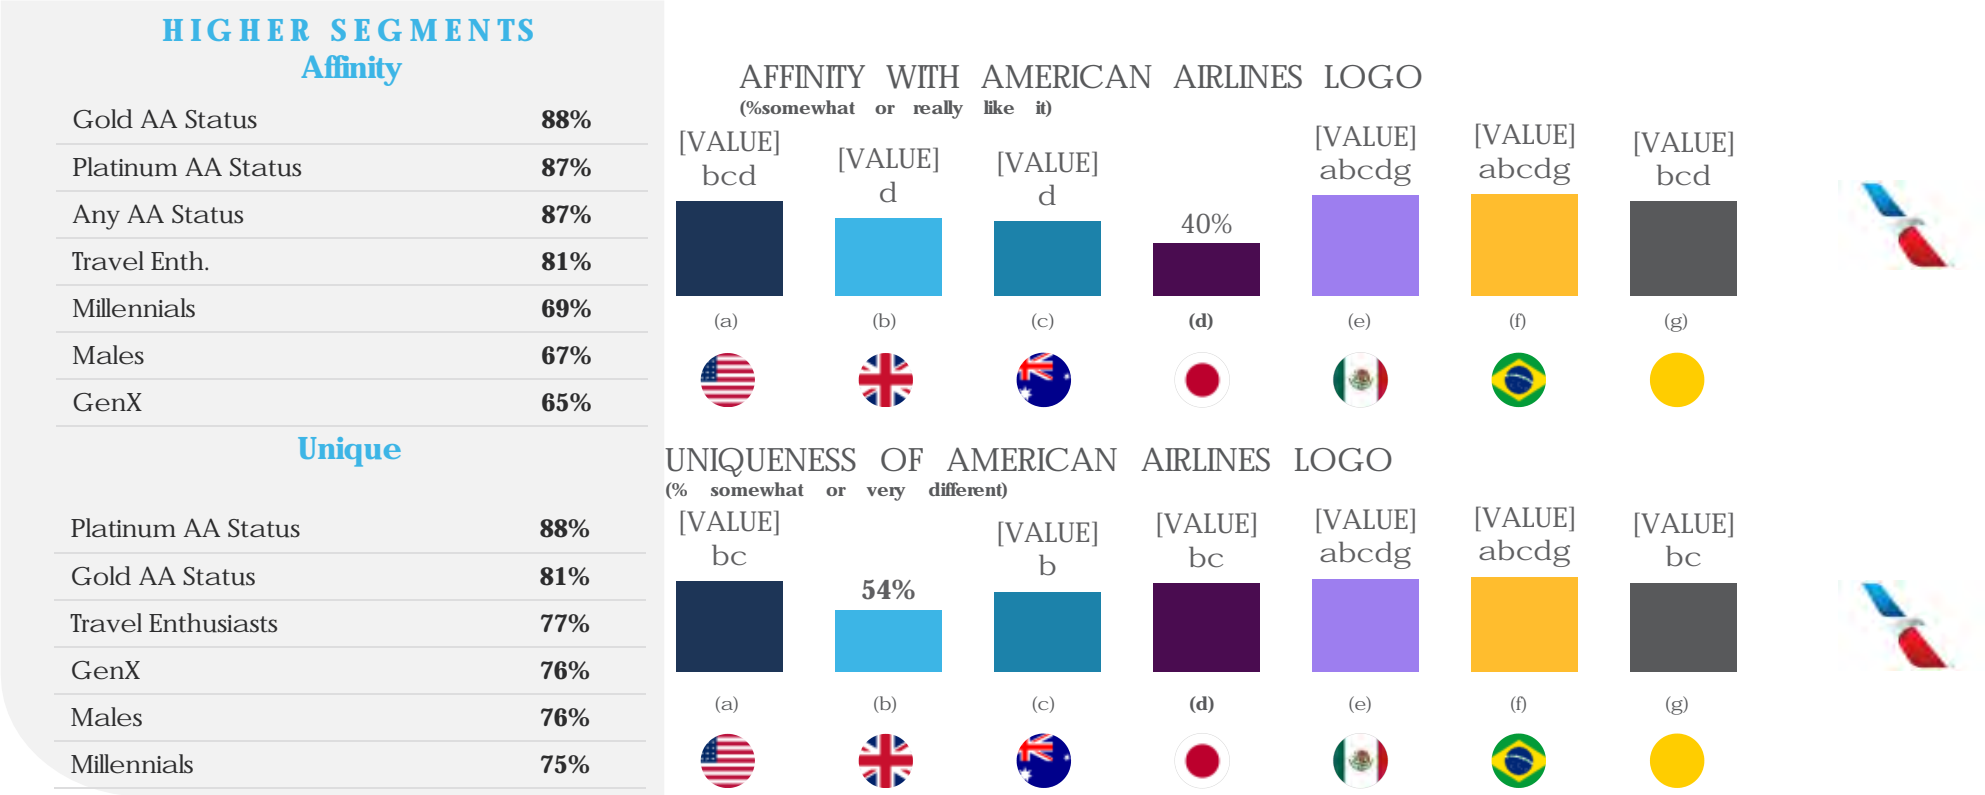 HIGHER SEGMENTS
Affinity
Gold AA Status 88%
Platinum AA Status 87%
Any AA Status 87%
Travel Enth. 81%
Millennials 69%
Males 67%
GenX 65%
Unique
Platinum AA Status 88%
Gold AA Status 81%
Travel Enthusiasts 77%
GenX 76%
Males 76%
Millennials 75%
AFFINITY WITH AMERICAN AIRLINES LOGO
(%somewhat or really like it)
[VALUE] bcd
[VALUE] d
[VALUE] d
40%
[VALUE] abcdg
[VALUE] abcdg
[VALUE] bcd
(a) (b) (c) (d) (e) (f) (g)
UNIQUENESS OF AMERICAN AIRLINES LOGO
(% somewhat or very different)
[VALUE] bc
54%
[VALUE] b
[VALUE] bc
[VALUE] abcdg
[VALUE] abcdg
[VALUE] bc
(a) (b) (c) (d) (e) (f) (g)